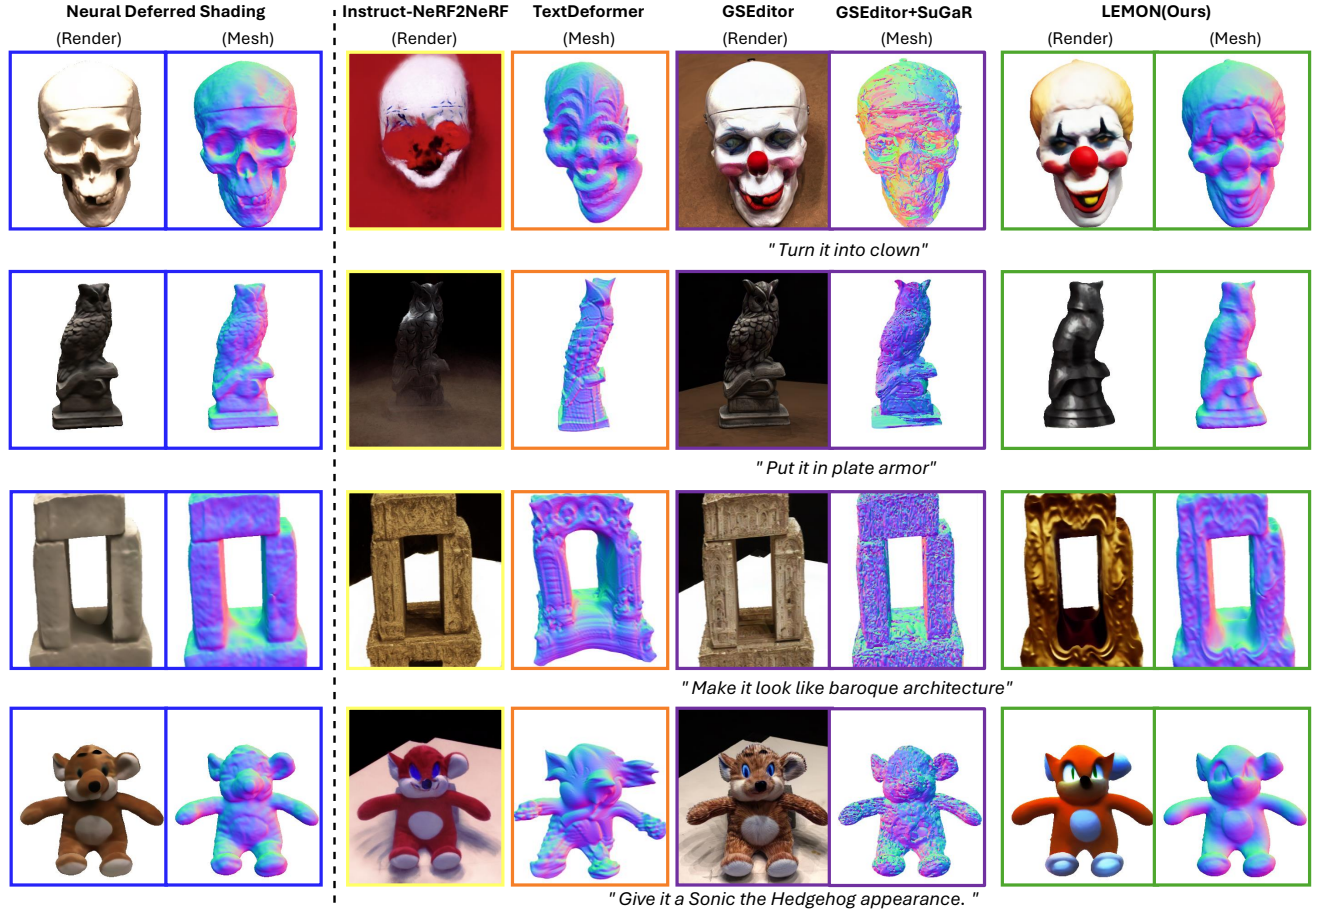 Neural Deferred Shading Instruct-NeRF2NeRF TextDeformer GSEditor GSEditor+SuGaR LEMON(Ours)
(Render) (Mesh) (Render) (Mesh) (Render) (Mesh) (Render) (Mesh)
"Turn it into clown"
"Put it in plate armor"
"Make it look like baroque architecture"
"Give it a Sonic the Hedgehog appearance. "